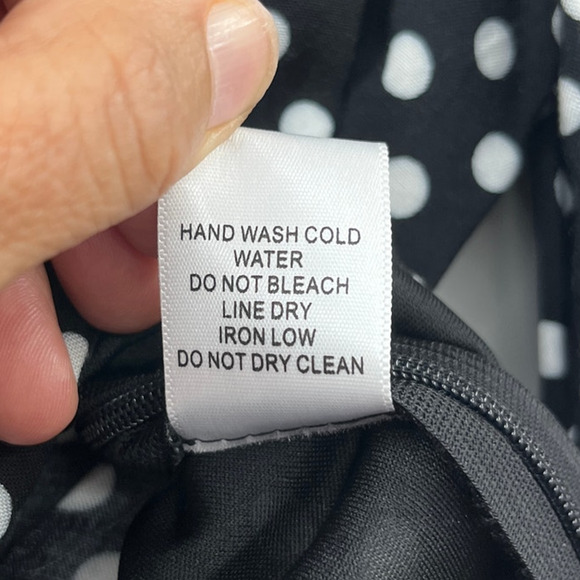 HAND WASH COLD
WATER
DO NOT BLEACH
LINE DRY
IRON LOW
DO NOT DRY CLEAN